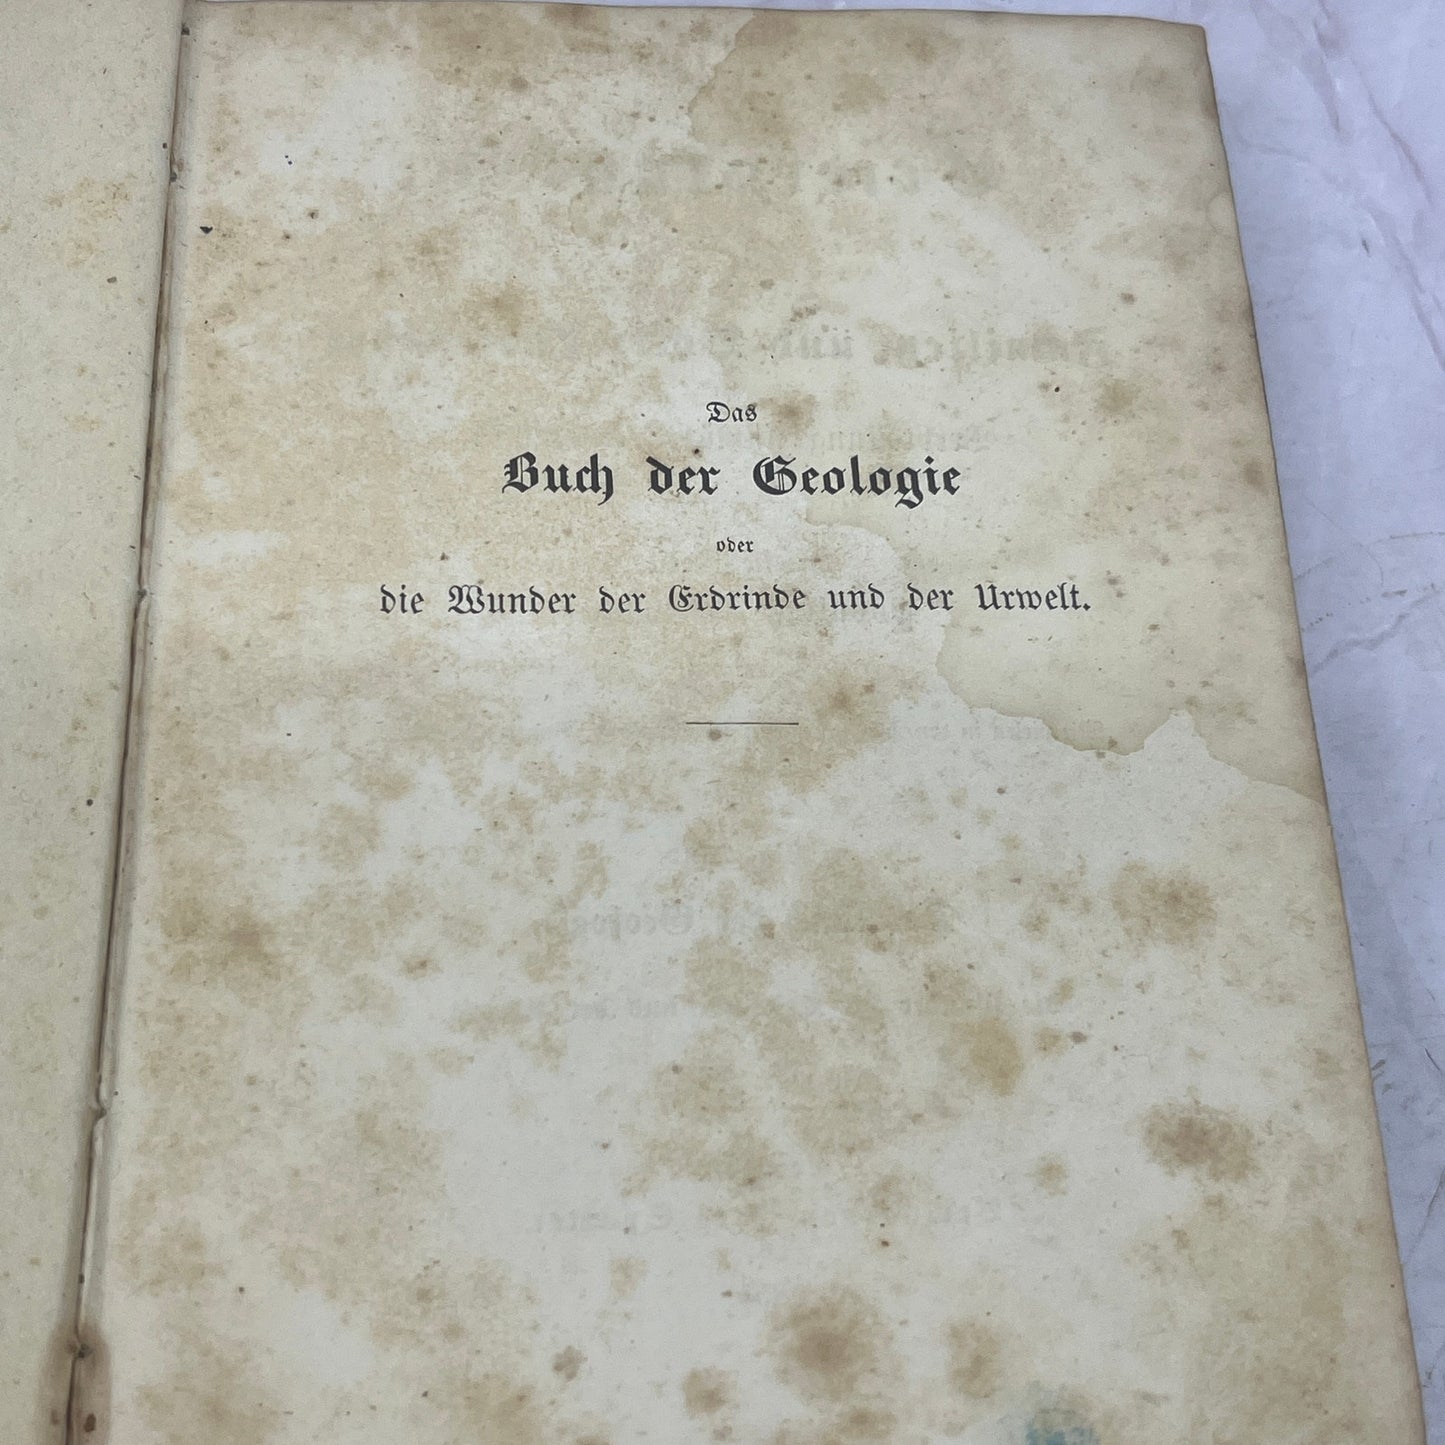 Das
Buch der Geologie
oder
die Wunder der Erdrinde und der Urwelt.